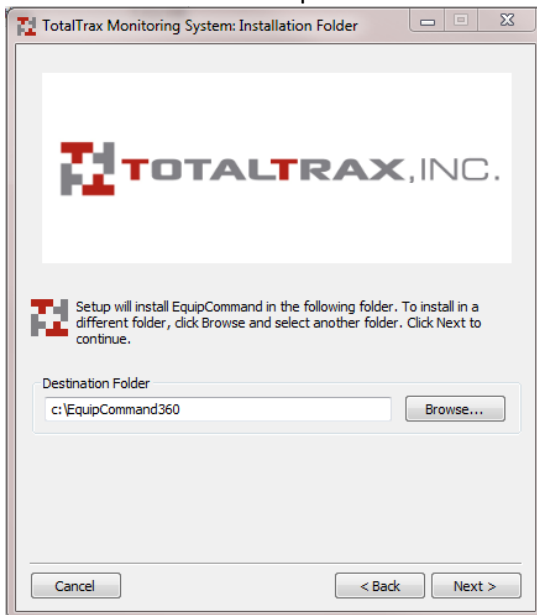 TotalTrax Monitoring System: Installation Folder
TOTALTRAX, INC.
Setup will install EquipCommand in the following folder. To install in a
different folder, click Browse and select another folder. Click Next to
continue.
Destination Folder
c:\EquipCommand360
Browse...
Cancel
< Back
Next >